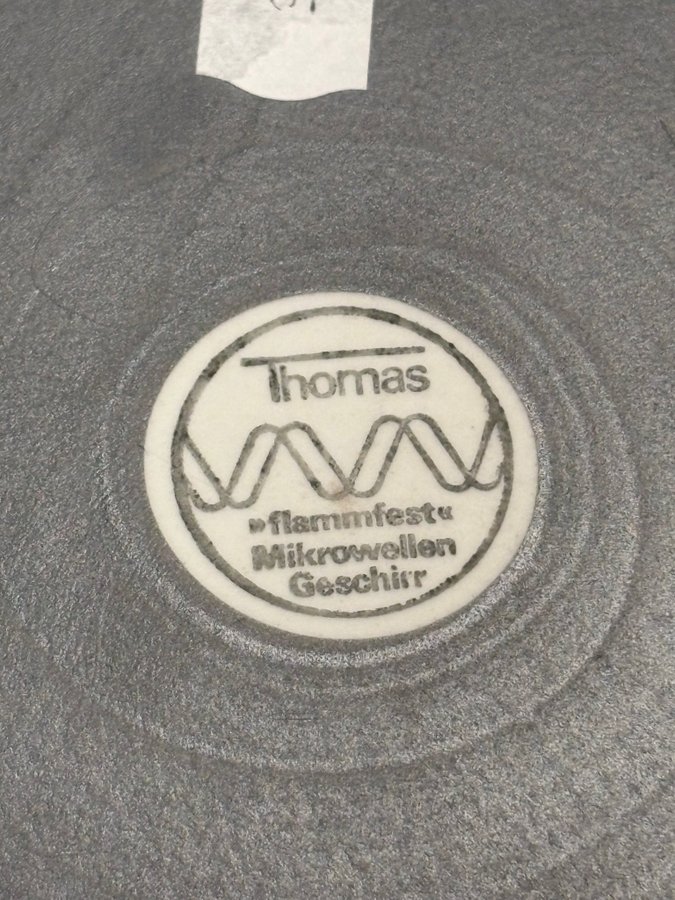 Thomas
»flammfest«
Mikrowellen
Geschirr